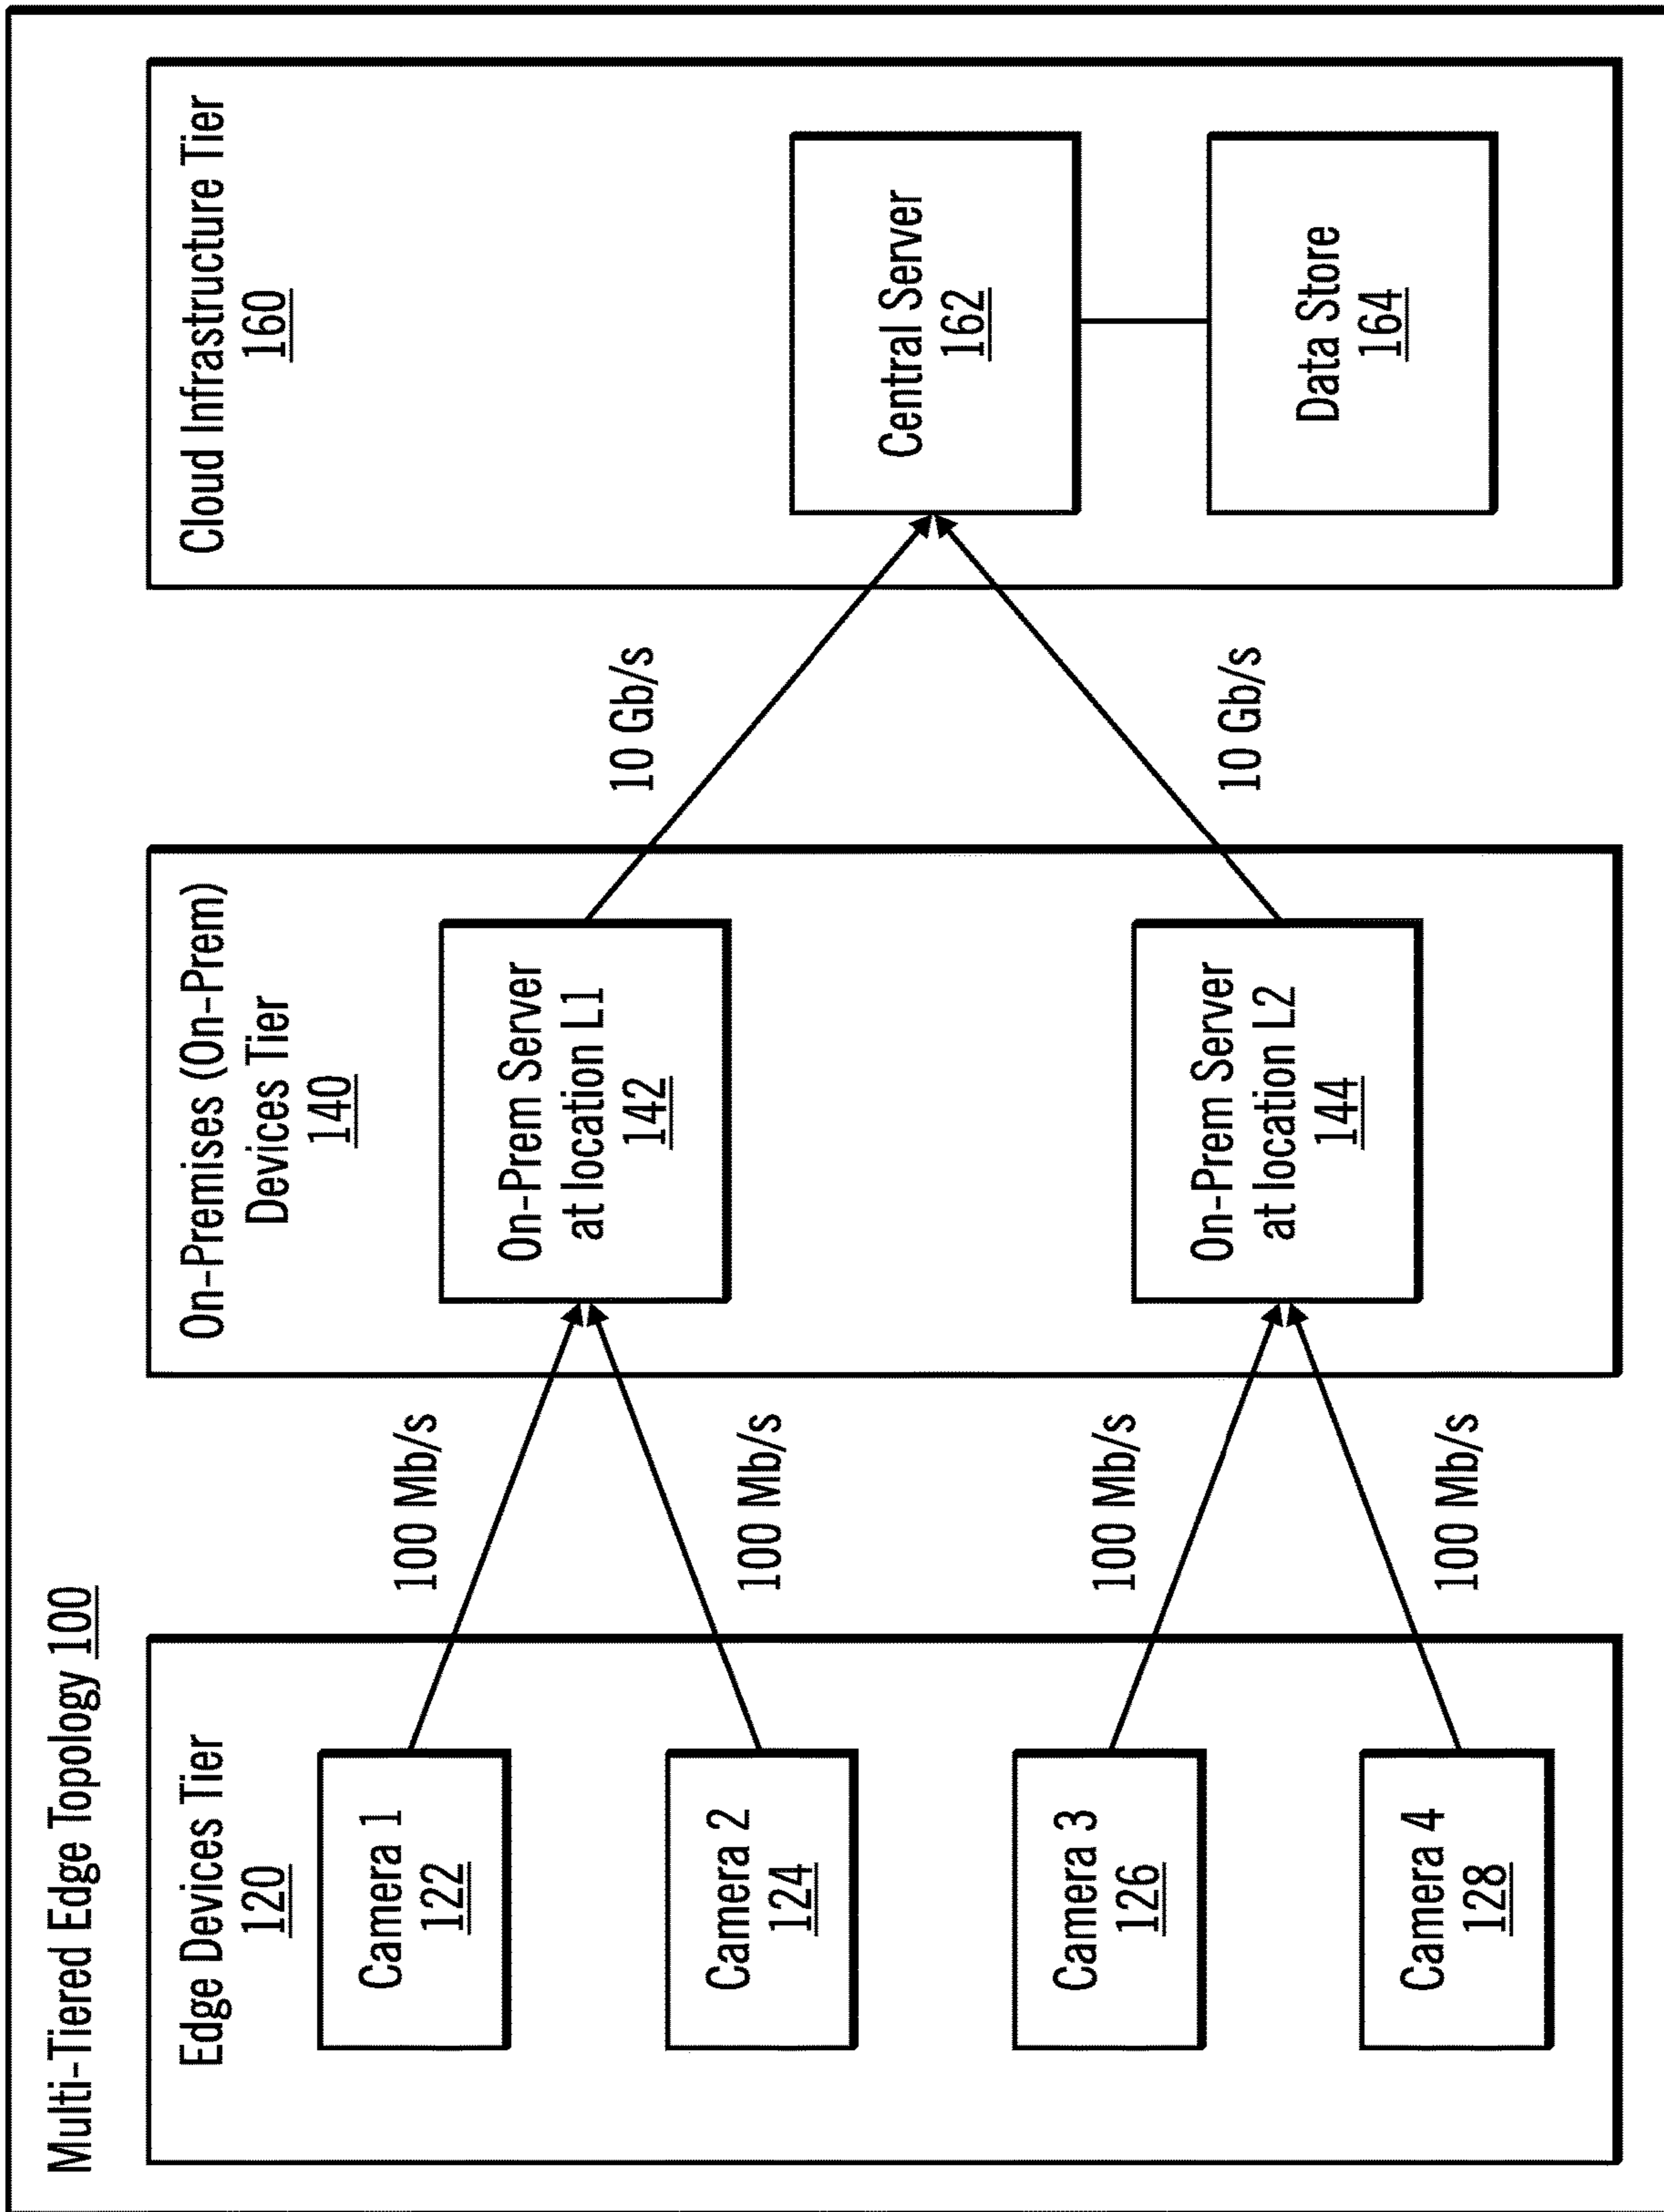 Multi-Tiered Edge Topology 100
Edge Devices Tier
120
Camera 1
122
Camera 2
124
Camera 3
126
Camera 4
128
100 Mb/s
100 Mb/s
100 Mb/s
100 Mb/s
On-Premises (On-Prem)
Devices Tier
140
On-Prem Server
at location L1
142
On-Prem Server
at location L2
144
10 Gb/s
10 Gb/s
Cloud Infrastructure Tier
160
Central Server
162
Data Store
164